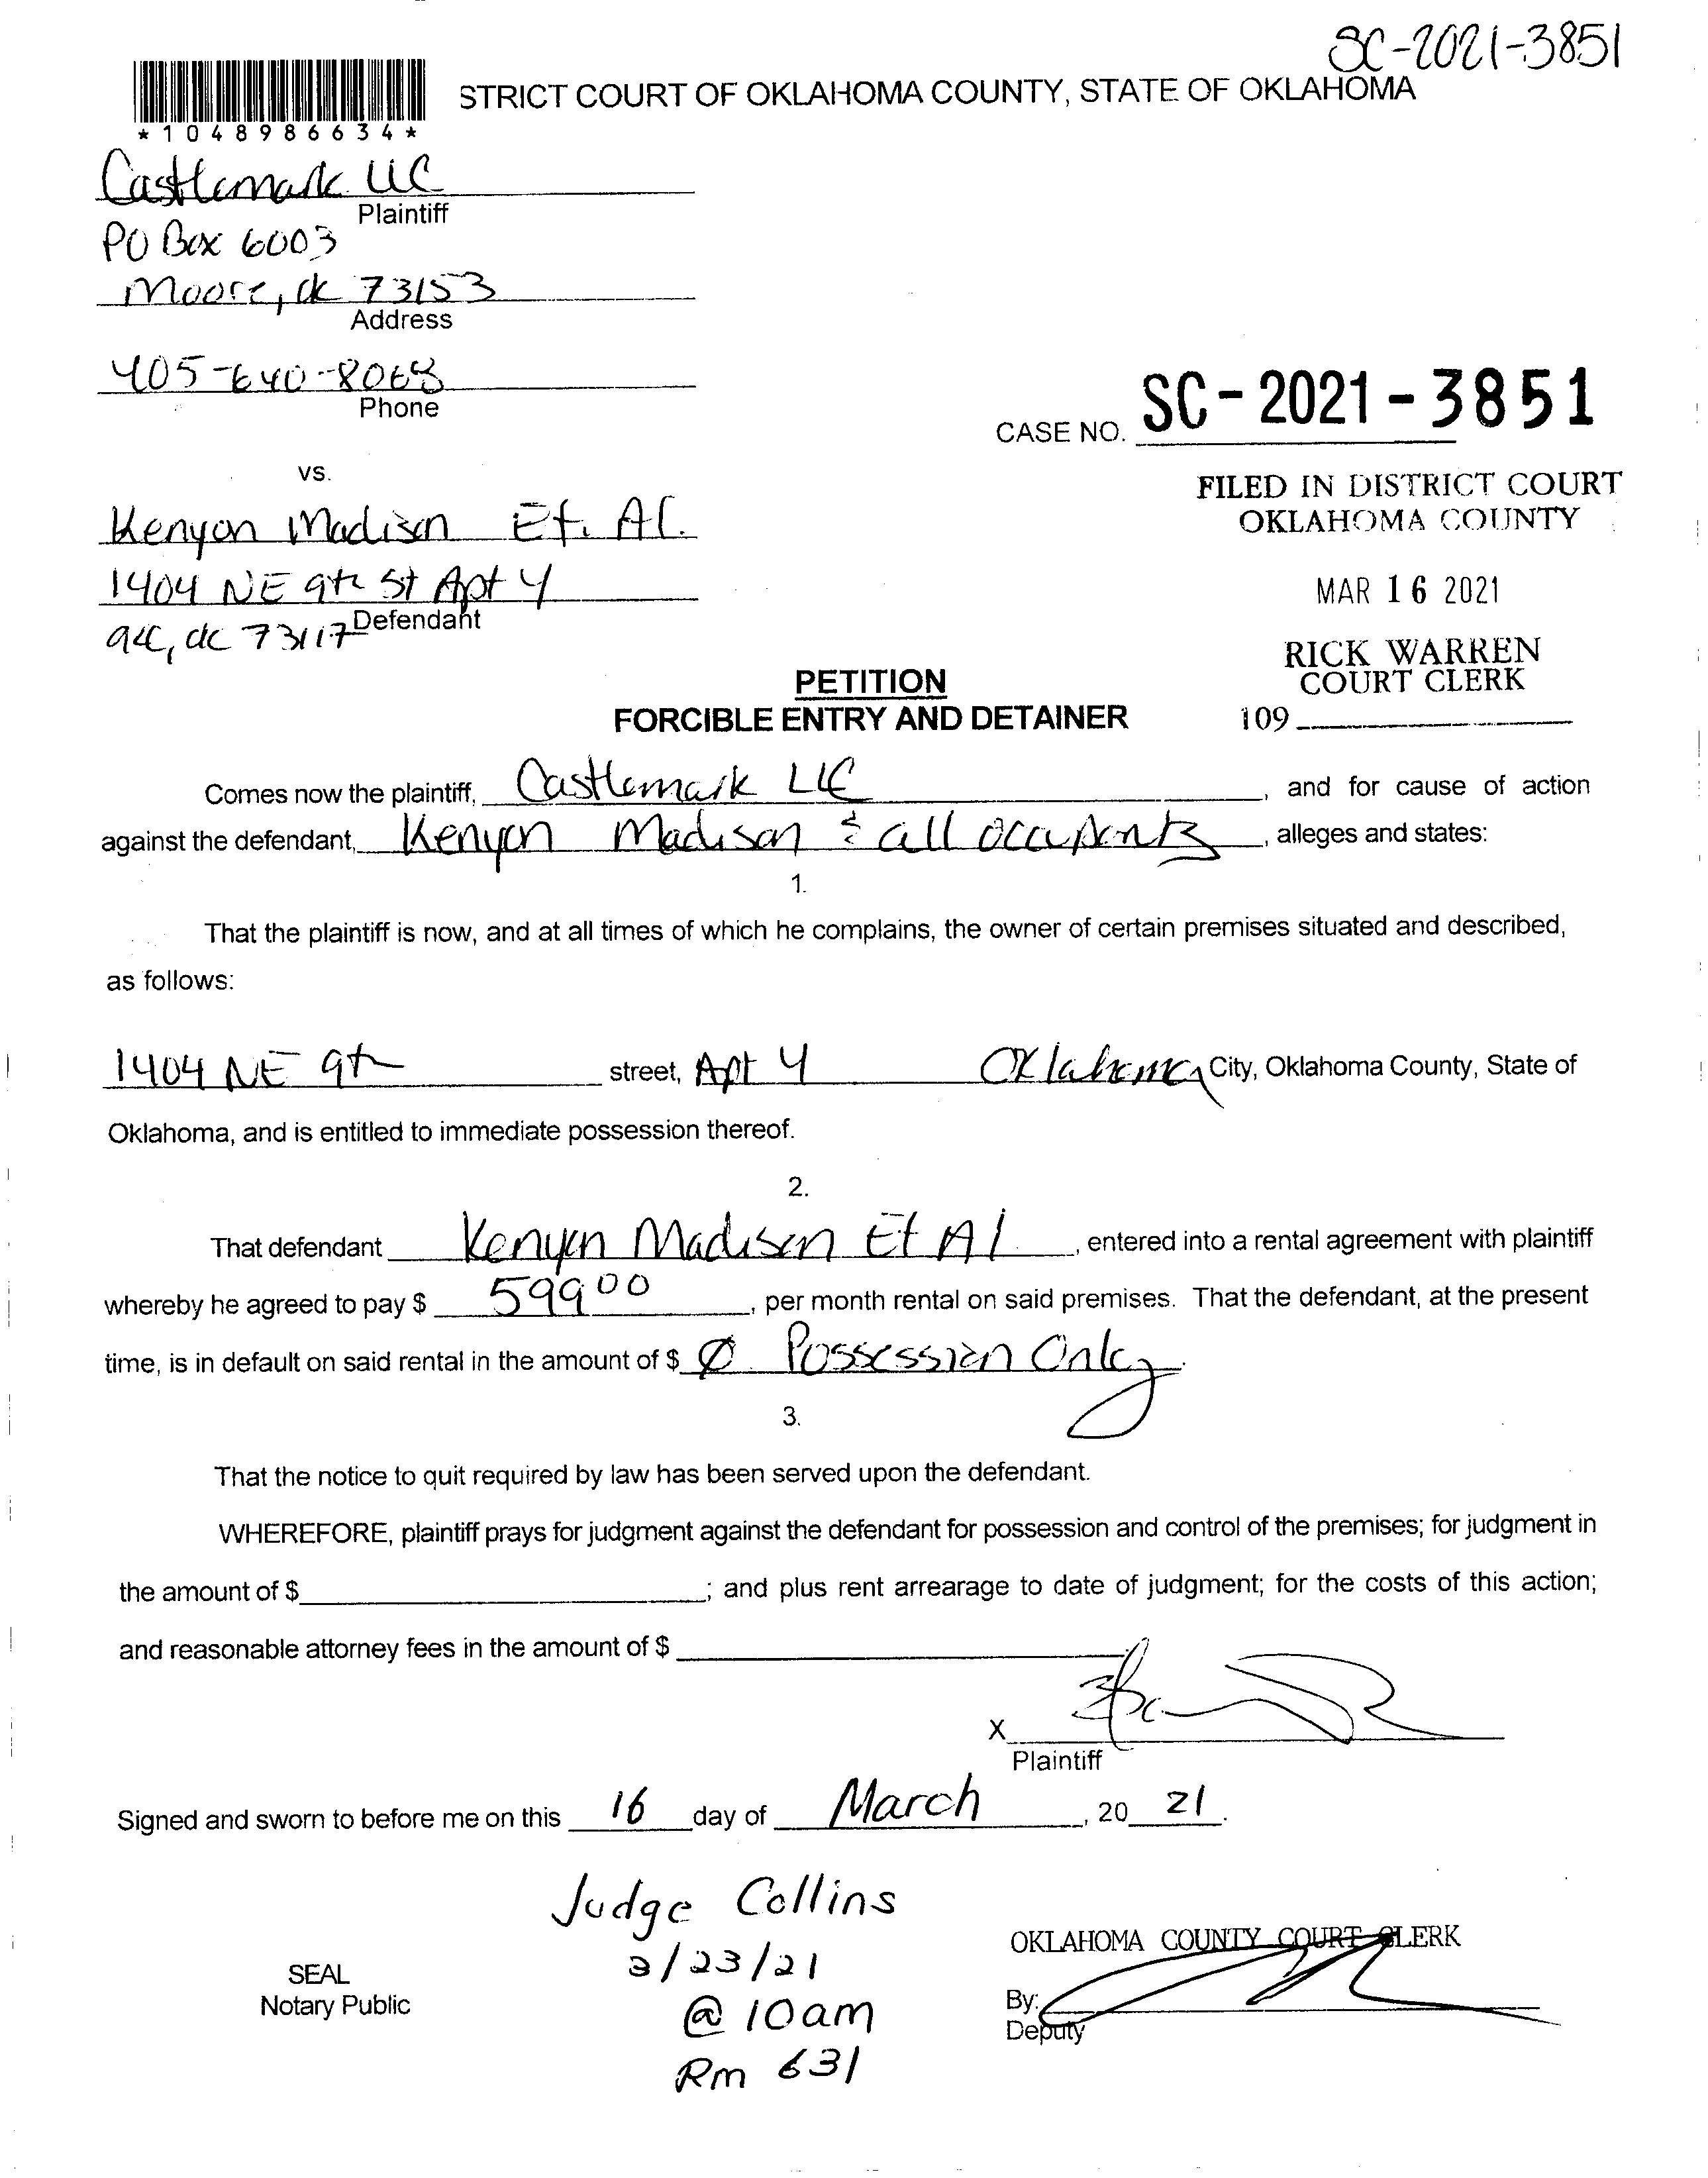 SC-2021-3851
STRICT COURT OF OKLAHOMA COUNTY, STATE OF OKLAHOMA
*1048986634*
Castlemark LLC
Plaintiff
PO Box 6003
Moore, ok 73153
Address
405-640-8068
Phone
CASE NO. SC-2021-3851
vs.
FILED IN DISTRICT COURT
OKLAHOMA COUNTY
Kenyon Madison Et. Al.
1404 NE 9th St Apt 4
Defendant
MAR 16 2021
OKC, ok 73117
RICK WARREN
COURT CLERK
109
PETITION
FORCIBLE ENTRY AND DETAINER
Comes now the plaintiff, Castlemark LLC, and for cause of action
against the defendant, Kenyon Madison & all occupants, alleges and states:
1.
That the plaintiff is now, and at all times of which he complains, the owner of certain premises situated and described,
as follows:
1404 NE 9th street, Apt 4 Oklahoma City, Oklahoma County, State of
Oklahoma, and is entitled to immediate possession thereof.
2.
That defendant Kenyon Madison Et Al, entered into a rental agreement with plaintiff
whereby he agreed to pay $ 599 00, per month rental on said premises. That the defendant, at the present
time, is in default on said rental in the amount of $ Ø Possession Only.
3.
That the notice to quit required by law has been served upon the defendant.
WHEREFORE, plaintiff prays for judgment against the defendant for possession and control of the premises; for judgment in
the amount of $ ; and plus rent arrearage to date of judgment; for the costs of this action;
and reasonable attorney fees in the amount of $
X
Plaintiff
Signed and sworn to before me on this 16 day of March, 20 21.
Judge Collins
3/23/21
@ 10am
Rm 631
SEAL
Notary Public
OKLAHOMA COUNTY COURT CLERK
By:
Deputy